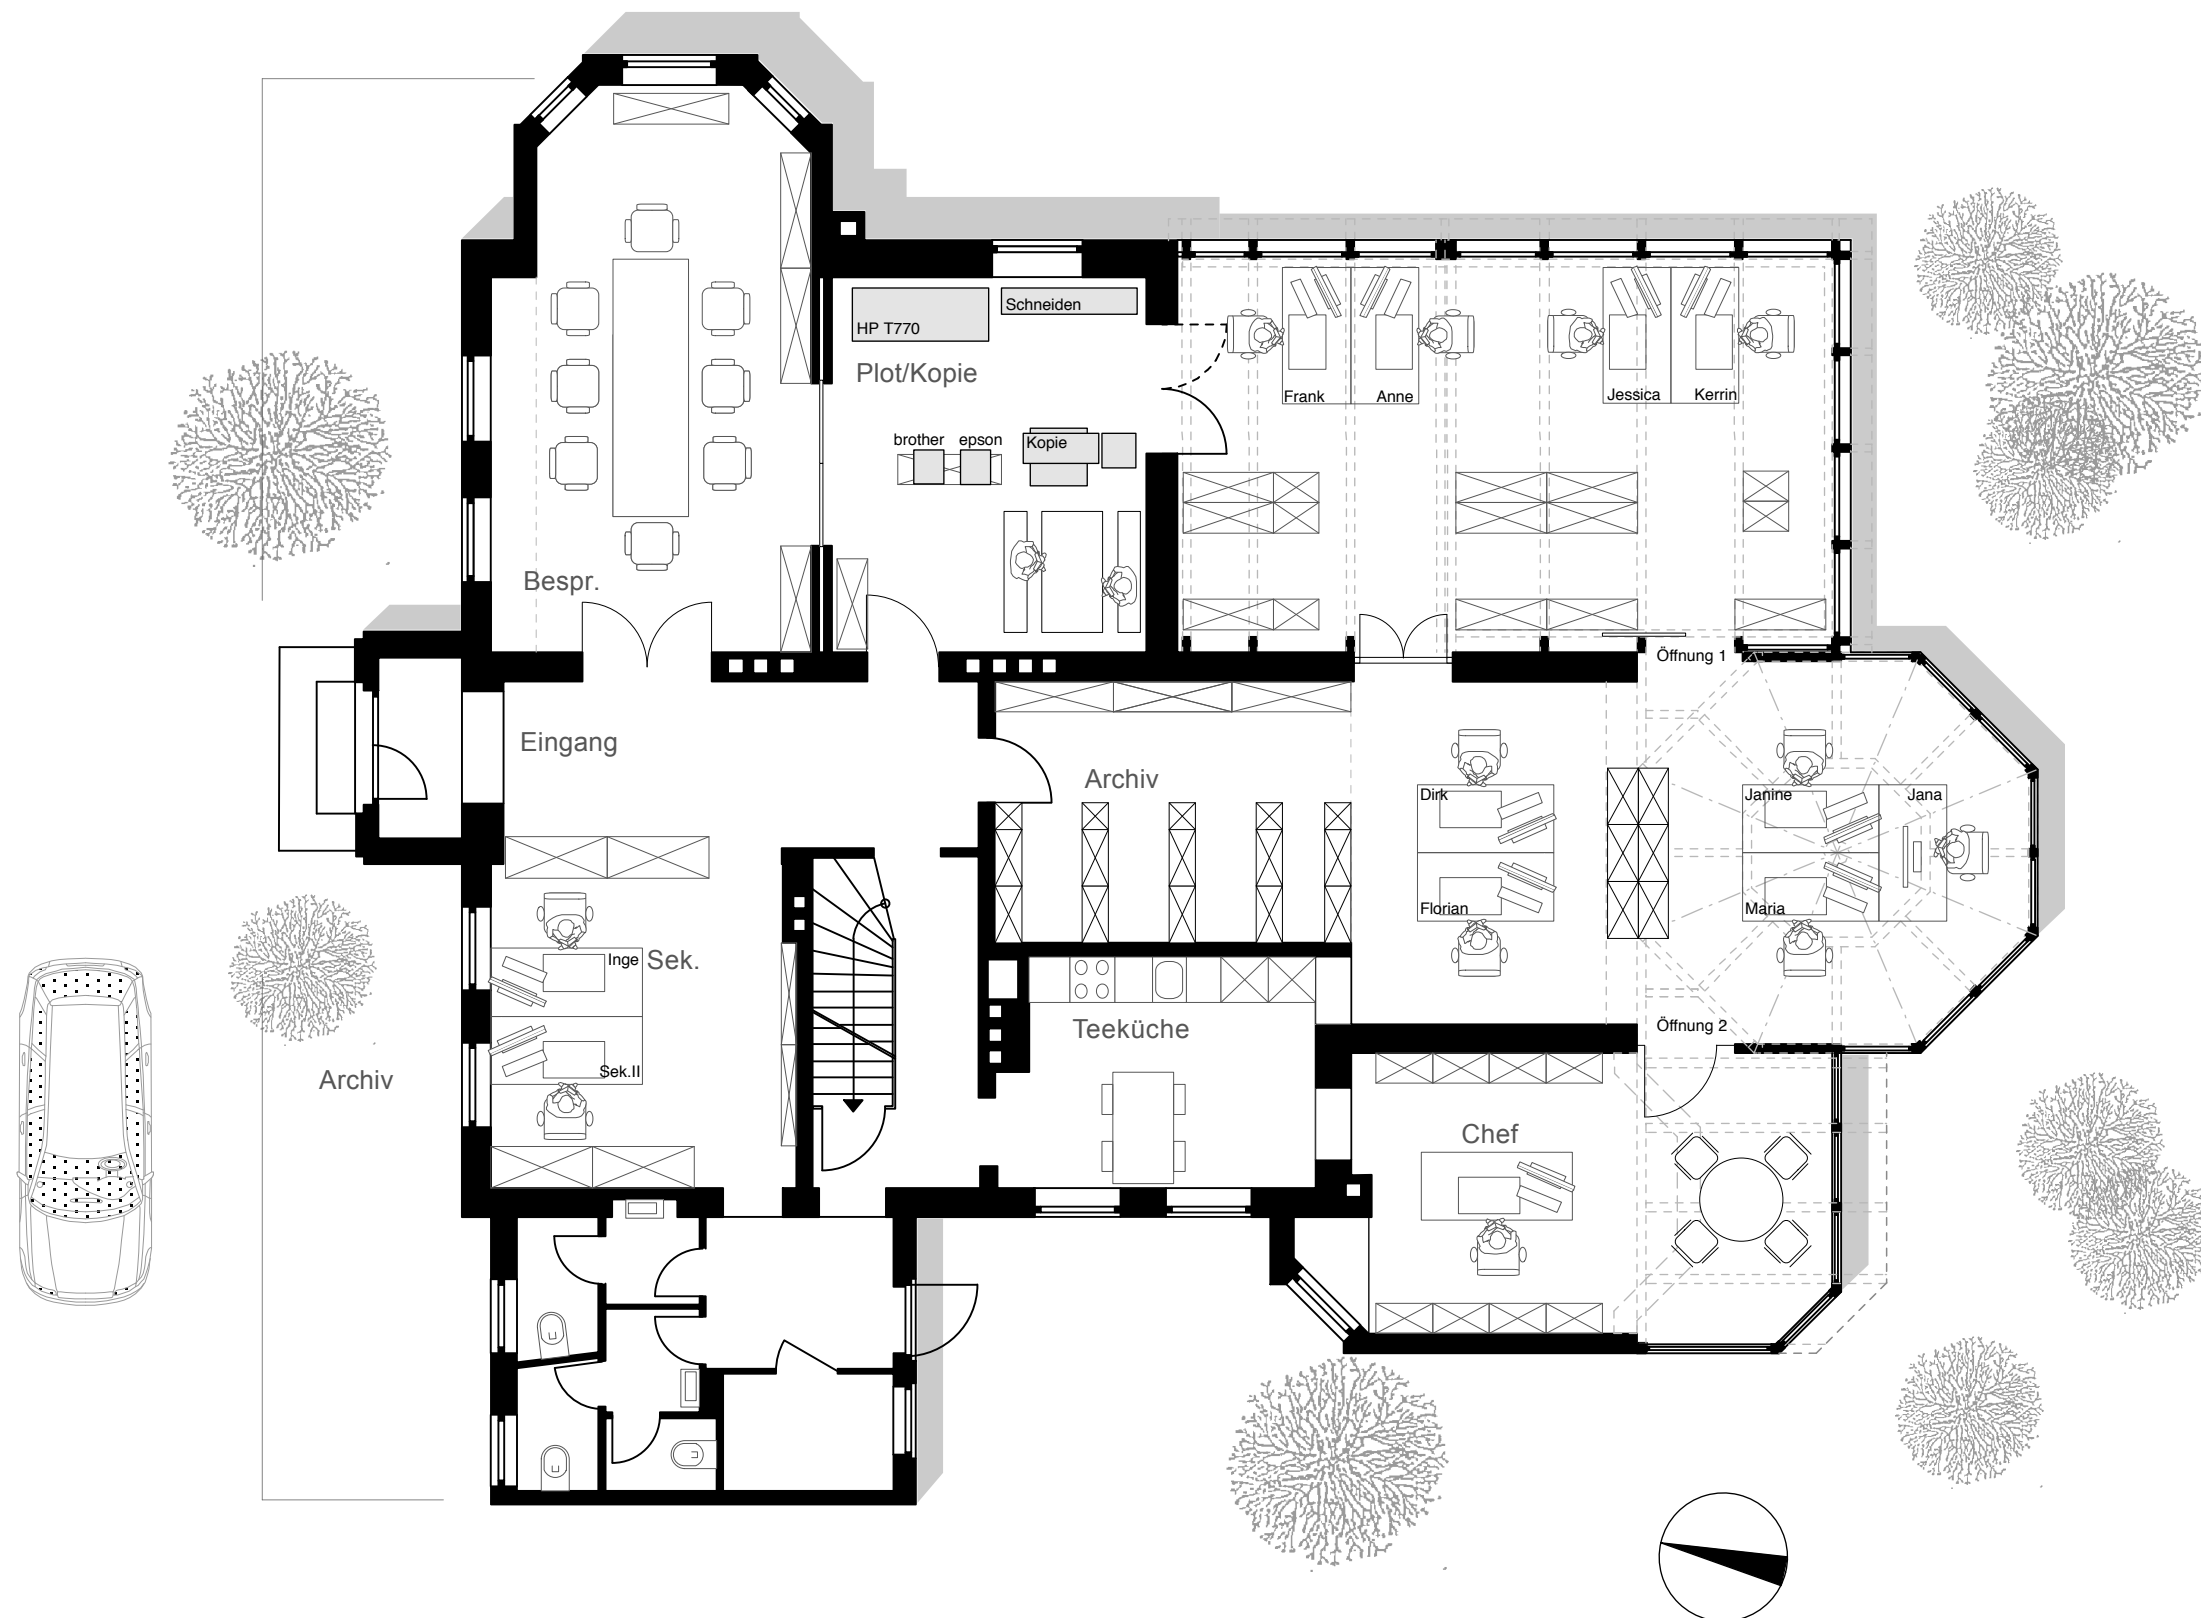 Schneiden
HP T770
Plot/Kopie
brother
epson
Kopie
Frank
Anne
Jessica
Kerrin
Bespr.
Öffnung 1
Eingang
Archiv
Dirk
Janine
Jana
Florian
Maria
Inge
Sek.
Sek.II
Archiv
Teeküche
Öffnung 2
Chef